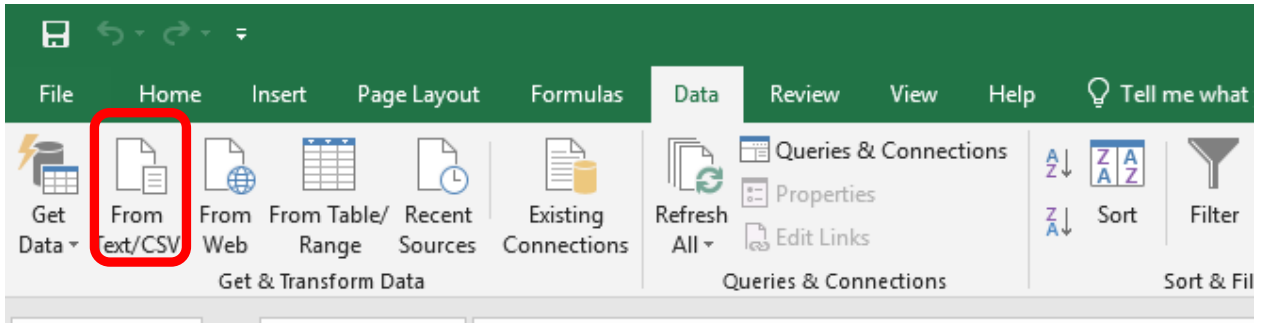 File Home Insert Page Layout Formulas Data Review View Help Tell me what
Queries & Connections
Properties
Edit Links
Get Data
From Text/CSV
From Web
From Table/ Range
Recent Sources
Existing Connections
Refresh All
Sort
Filter
Get & Transform Data
Queries & Connections
Sort & Fil